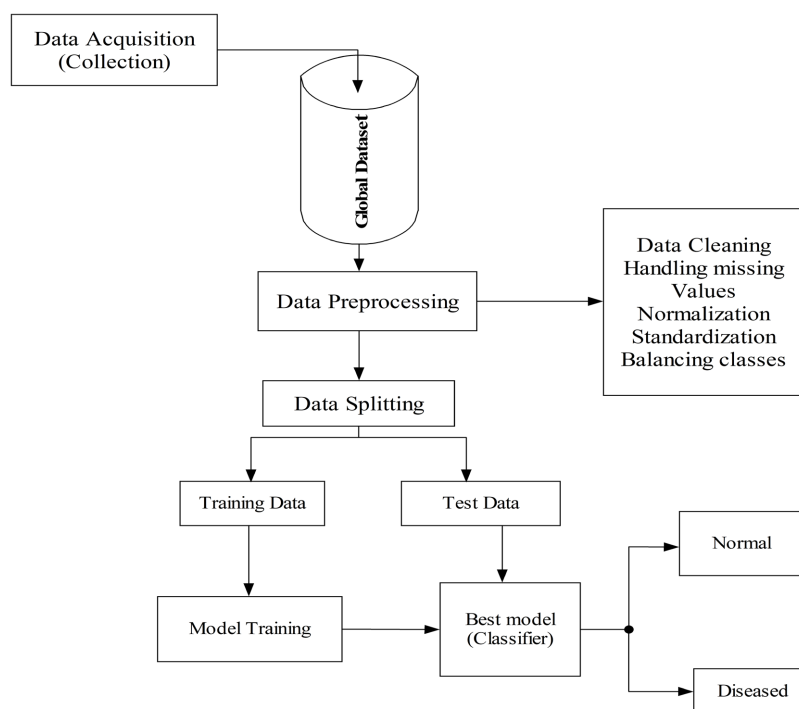 Data Acquisition
(Collection)
Global Dataset
Data Preprocessing
Data Cleaning
Handling missing
Values
Normalization
Standardization
Balancing classes
Data Splitting
Training Data
Test Data
Normal
Model Training
Best model
(Classifier)
Diseased